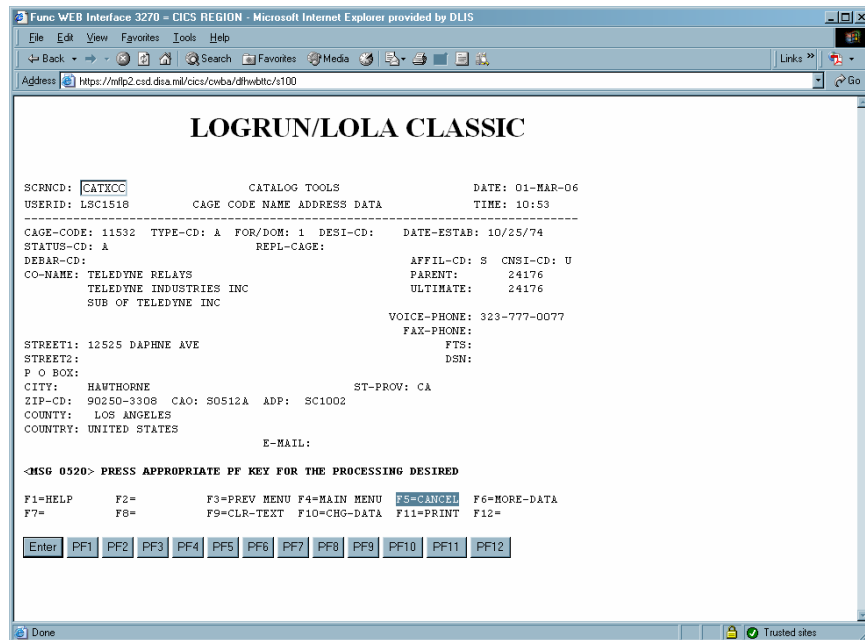 Func WEB Interface 3270 = CICS REGION - Microsoft Internet Explorer provided by DLIS
File Edit View Favorites Tools Help
Back Search Favorites Media Links »
Address https://mflp2.csd.disa.mil/cics/cwba/dfhwbttc/s100 Go
LOGRUN/LOLA CLASSIC
SCRNCD: CATXCC CATALOG TOOLS DATE: 01-MAR-06
USERID: LSC1518 CAGE CODE NAME ADDRESS DATA TIME: 10:53
-------------------------------------------------------------------------------
CAGE-CODE: 11532 TYPE-CD: A FOR/DOM: 1 DESI-CD: DATE-ESTAB: 10/25/74
STATUS-CD: A REPL-CAGE:
DEBAR-CD: AFFIL-CD: S CNSI-CD: U
CO-NAME: TELEDYNE RELAYS PARENT: 24176
TELEDYNE INDUSTRIES INC ULTIMATE: 24176
SUB OF TELEDYNE INC
VOICE-PHONE: 323-777-0077
FAX-PHONE:
STREET1: 12525 DAPHNE AVE FTS:
STREET2: DSN:
P O BOX:
CITY: HAWTHORNE ST-PROV: CA
ZIP-CD: 90250-3308 CAO: S0512A ADP: SC1002
COUNTY: LOS ANGELES
COUNTRY: UNITED STATES
E-MAIL:
<MSG 0520> PRESS APPROPRIATE PF KEY FOR THE PROCESSING DESIRED
F1=HELP F2= F3=PREV MENU F4=MAIN MENU F5=CANCEL F6=MORE-DATA
F7= F8= F9=CLR-TEXT F10=CHG-DATA F11=PRINT F12=
Enter PF1 PF2 PF3 PF4 PF5 PF6 PF7 PF8 PF9 PF10 PF11 PF12
Done Trusted sites